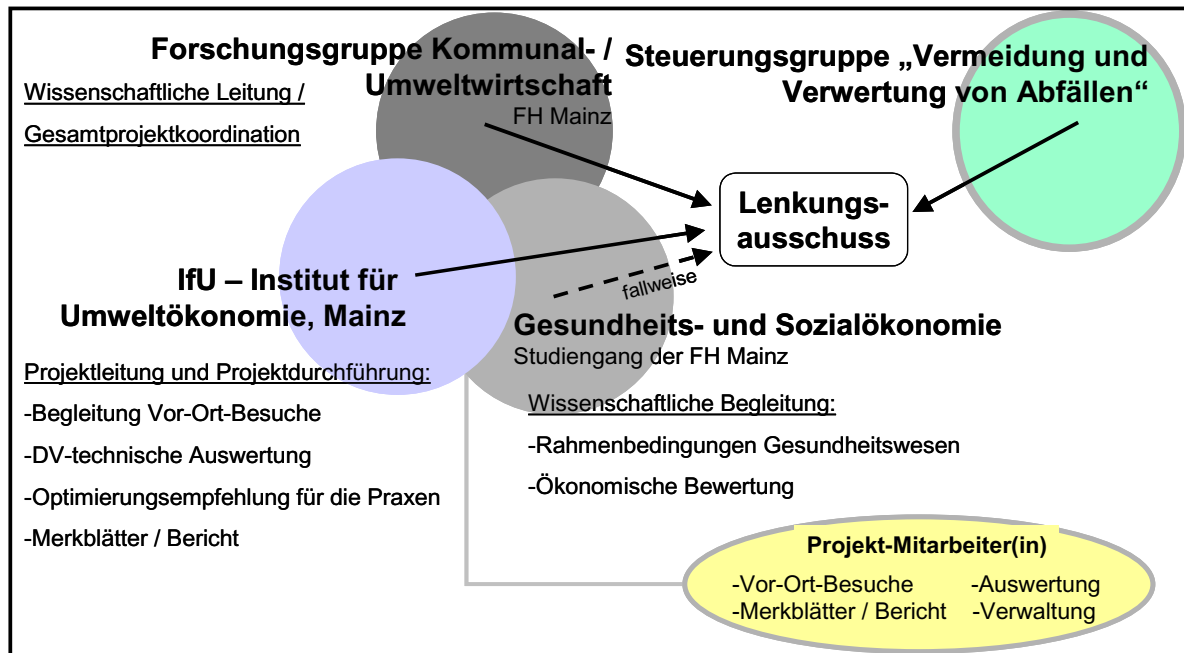 Forschungsgruppe Kommunal- /
Umweltwirtschaft
FH Mainz
Wissenschaftliche Leitung /
Gesamtprojektkoordination
Steuerungsgruppe „Vermeidung und
Verwertung von Abfällen“
Lenkungs-
ausschuss
fallweise
IfU – Institut für
Umweltökonomie, Mainz
Projektleitung und Projektdurchführung:
-Begleitung Vor-Ort-Besuche
-DV-technische Auswertung
-Optimierungsempfehlung für die Praxen
-Merkblätter / Bericht
Gesundheits- und Sozialökonomie
Studiengang der FH Mainz
Wissenschaftliche Begleitung:
-Rahmenbedingungen Gesundheitswesen
-Ökonomische Bewertung
Projekt-Mitarbeiter(in)
-Vor-Ort-Besuche -Auswertung
-Merkblätter / Bericht -Verwaltung